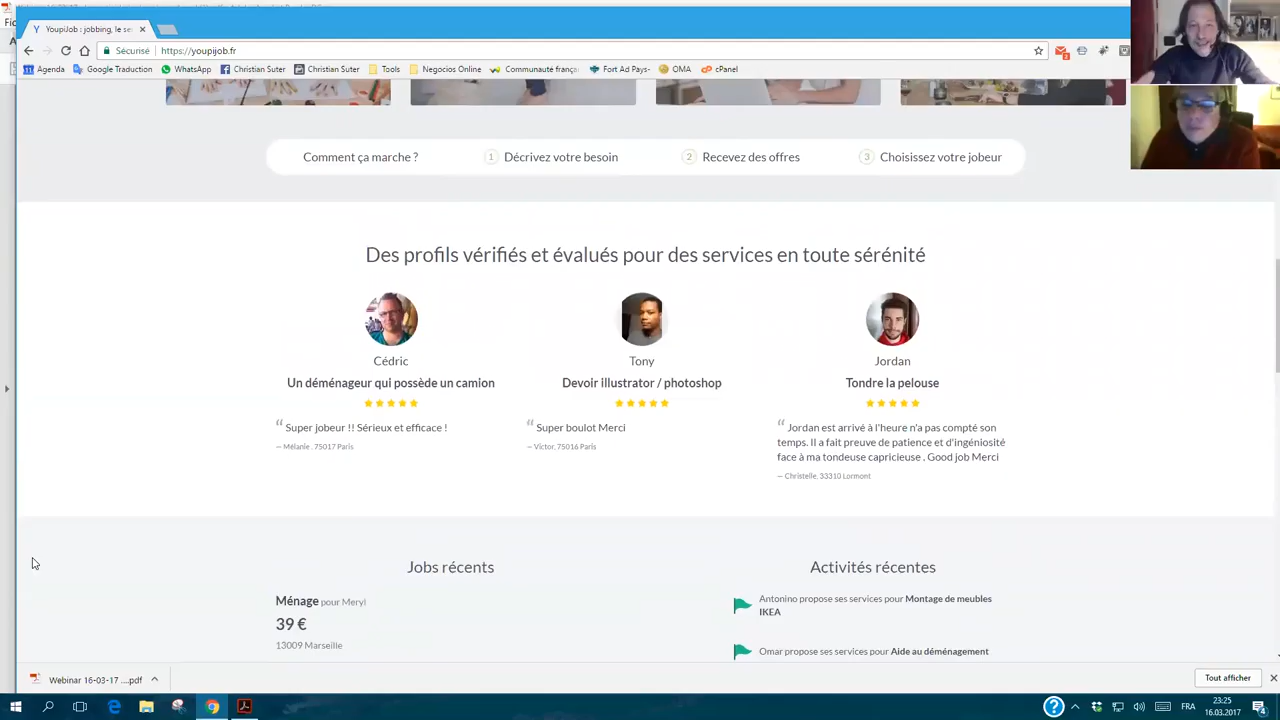 YoupiJob : jobbing, le se
Sécurisé
https://youpijob.fr
Agenda
Google Traduction
WhatsApp
Christian Suter
Christian Suter
Tools
Negocios Online
Communauté franç
Fort Ad Pays-
OMA
cPanel
Comment ça marche ?
1 Décrivez votre besoin
2 Recevez des offres
3 Choisissez votre jobeur
Des profils vérifiés et évalués pour des services en toute sérénité
Cédric
Un déménageur qui possède un camion
“ Super jobeur !! Sérieux et efficace !
— Mélanie , 75017 Paris
Tony
Devoir illustrator / photoshop
“ Super boulot Merci
— Victor, 75016 Paris
Jordan
Tondre la pelouse
“ Jordan est arrivé à l'heure n'a pas compté son
temps. Il a fait preuve de patience et d'ingéniosité
face à ma tondeuse capricieuse . Good job Merci
— Christelle, 33310 Lormont
Jobs récents
Ménage pour Meryl
39 €
13009 Marseille
Activités récentes
Antonino propose ses services pour Montage de meubles
IKEA
Omar propose ses services pour Aide au déménagement
Webinar 16-03-17 ....pdf
Tout afficher
FRA
23:25
16.03.2017